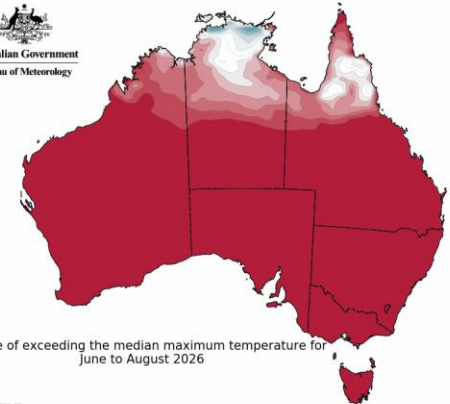 alian Government
au of Meteorology
e of exceeding the median maximum temperature for
June to August 2026